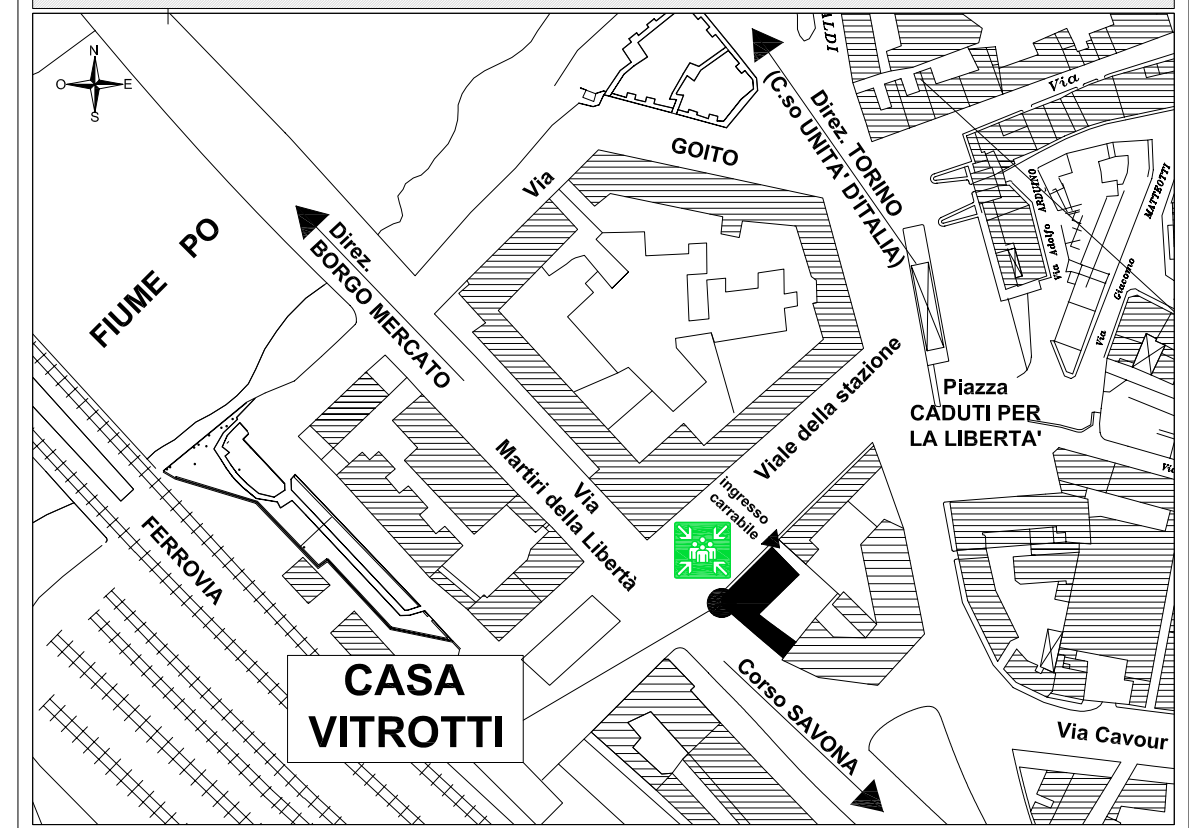 N
O
E
S
ALDI
Via
Direz. TORINO
(C.so UNITA' D'ITALIA)
GOITO
Via
MATTEOTTI
Giacomo
Via
ARDUINO
Via Adolfo
FIUME PO
Direz.
BORGO MERCATO
Piazza
CADUTI PER
LA LIBERTA'
Viale della stazione
Via
Martiri della Libertà
ingresso
carrabile
FERROVIA
CASA
VITROTTI
Corso SAVONA
Via Cavour